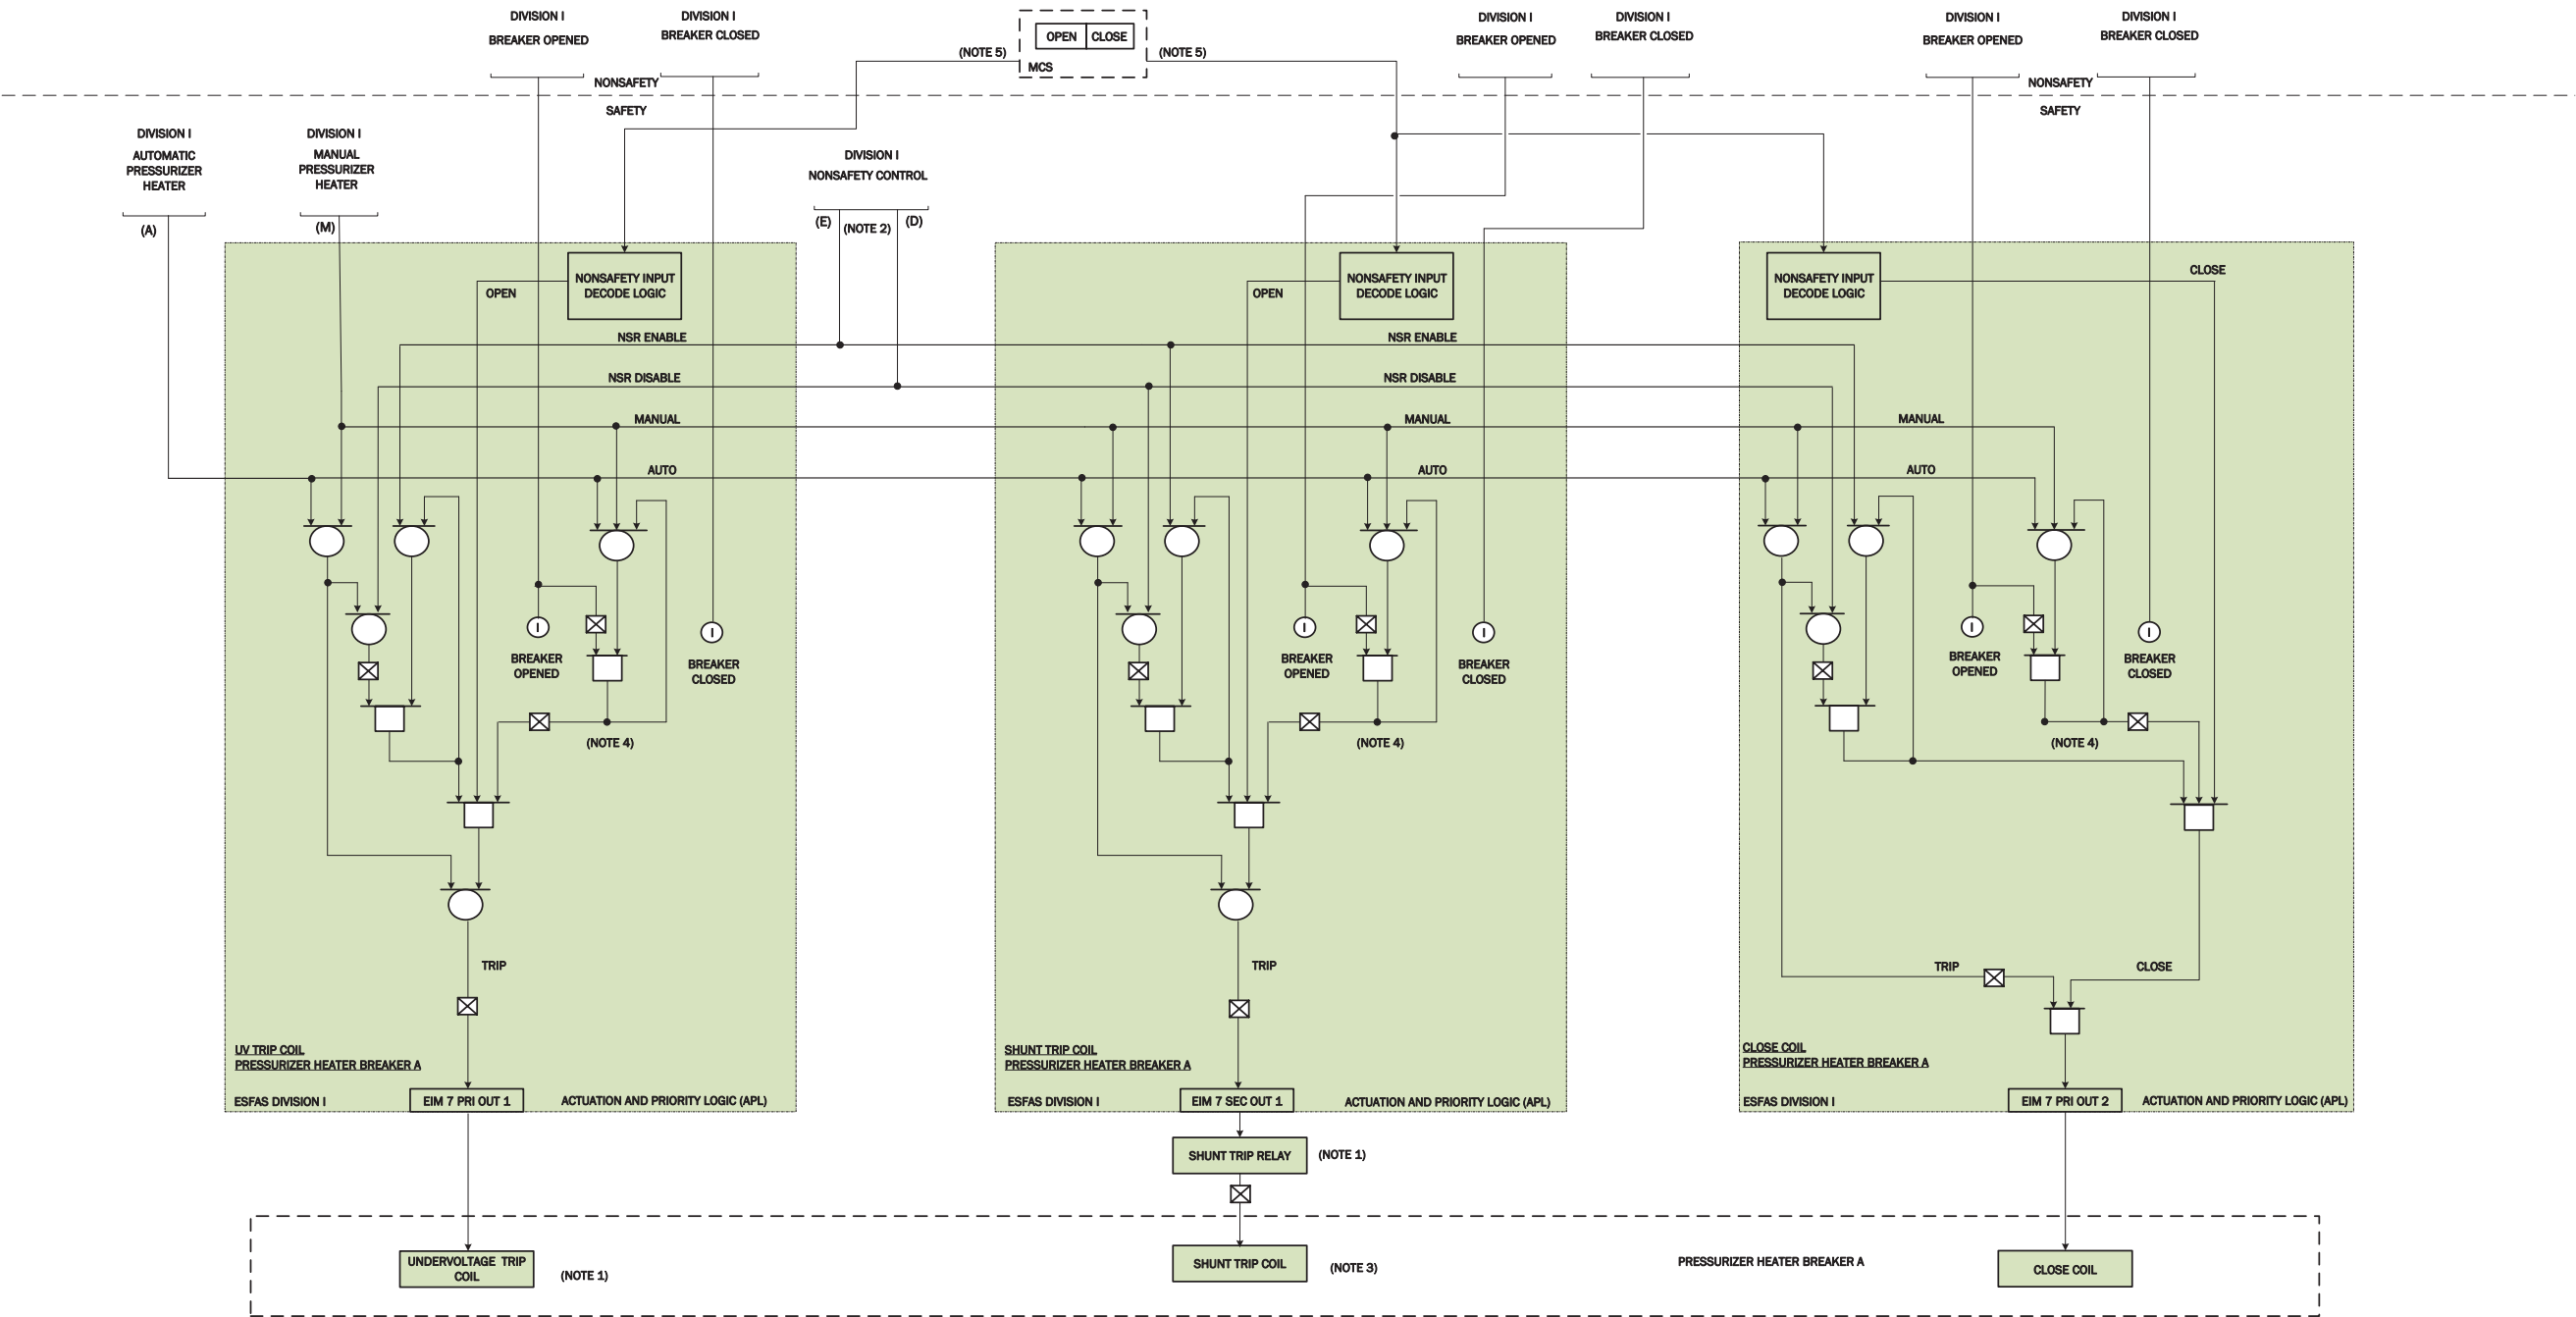 DIVISION I
BREAKER OPENED
DIVISION I
BREAKER CLOSED
(NOTE 5)
OPEN
CLOSE
MCS
(NOTE 5)
DIVISION I
BREAKER OPENED
DIVISION I
BREAKER CLOSED
DIVISION I
BREAKER OPENED
DIVISION I
BREAKER CLOSED
NONSAFETY
SAFETY
NONSAFETY
SAFETY
DIVISION I
AUTOMATIC
PRESSURIZER
HEATER
(A)
DIVISION I
MANUAL
PRESSURIZER
HEATER
(M)
DIVISION I
NONSAFETY CONTROL
(E)
(NOTE 2)
(D)
NONSAFETY INPUT
DECODE LOGIC
OPEN
NSR ENABLE
NSR DISABLE
MANUAL
AUTO
I
BREAKER
OPENED
I
BREAKER
CLOSED
(NOTE 4)
TRIP
UV TRIP COIL
PRESSURIZER HEATER BREAKER A
ESFAS DIVISION I
EIM 7 PRI OUT 1
ACTUATION AND PRIORITY LOGIC (APL)
NONSAFETY INPUT
DECODE LOGIC
OPEN
NSR ENABLE
NSR DISABLE
MANUAL
AUTO
I
BREAKER
OPENED
I
BREAKER
CLOSED
(NOTE 4)
TRIP
SHUNT TRIP COIL
PRESSURIZER HEATER BREAKER A
ESFAS DIVISION I
EIM 7 SEC OUT 1
ACTUATION AND PRIORITY LOGIC (APL)
NONSAFETY INPUT
DECODE LOGIC
CLOSE
MANUAL
AUTO
I
BREAKER
OPENED
I
BREAKER
CLOSED
(NOTE 4)
TRIP
CLOSE
CLOSE COIL
PRESSURIZER HEATER BREAKER A
ESFAS DIVISION I
EIM 7 PRI OUT 2
ACTUATION AND PRIORITY LOGIC (APL)
SHUNT TRIP RELAY
(NOTE 1)
UNDERVOLTAGE TRIP
COIL
(NOTE 1)
SHUNT TRIP COIL
(NOTE 3)
PRESSURIZER HEATER BREAKER A
CLOSE COIL